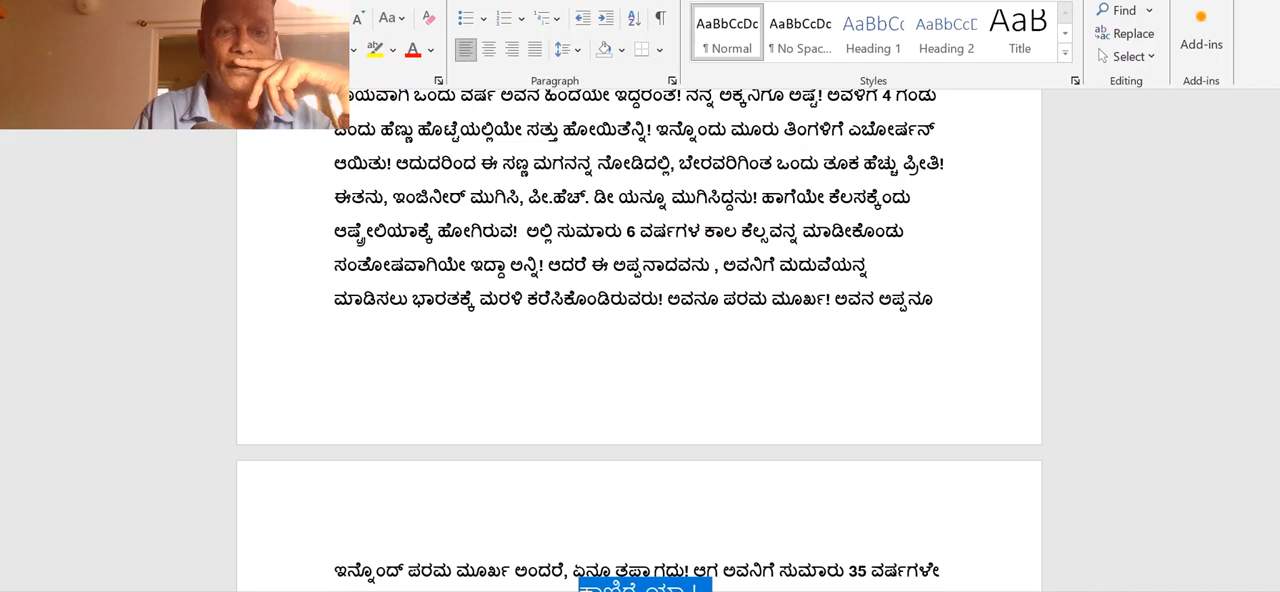 Aa
Find
Replace
Select
AaBbCcDc
AaBbCcDc
AaBbCc
AaBbCcD
AaB
¶ Normal
¶ No Spac...
Heading 1
Heading 2
Title
Add-ins
Paragraph
Styles
Editing
Add-ins
ಒಂದು ವರ್ಷ ಅವನ ಹಿಂದೆಯೇ ಇದ್ದರಂತೆ! ನನ್ನ ಅಕ್ಕನಿಗೂ ಅಷ್ಟೆ! ಅವಳಿಗೆ 4 ಗಂಡು
ಒಂದು ಹೆಣ್ಣು ಹೊಟ್ಟೆಯಲ್ಲಿಯೇ ಸತ್ತು ಹೋಯಿತೆನ್ನಿ! ಇನ್ನೊಂದು ಮೂರು ತಿಂಗಳಿಗೆ ಎಬೋರ್ಷನ್
ಆಯಿತು! ಆದುದರಿಂದ ಈ ಸಣ್ಣ ಮಗನನ್ನ ನೋಡಿದಲ್ಲಿ, ಬೇರವರಿಗಿಂತ ಒಂದು ತೂಕ ಹೆಚ್ಚು ಪ್ರೀತಿ!
ಈತನು, ಇಂಜಿನೀರ್ ಮುಗಿಸಿ, ಪೀ.ಹೆಚ್. ಡೀ ಯನ್ನೂ ಮುಗಿಸಿದ್ದನು! ಹಾಗೆಯೇ ಕೆಲಸಕ್ಕೆಂದು
ಆಷ್ಟ್ರೇಲಿಯಾಕ್ಕೆ ಹೋಗಿರುವ! ಅಲ್ಲಿ ಸುಮಾರು 6 ವರ್ಷಗಳ ಕಾಲ ಕೆಲ್ಸವನ್ನ ಮಾಡೀಕೊಂಡು
ಸಂತೋಷವಾಗಿಯೇ ಇದ್ದಾ ಅನ್ನಿ! ಆದರೆ ಈ ಅಪ್ಪನಾದವನು , ಅವನಿಗೆ ಮದುವೆಯನ್ನ
ಮಾಡಿಸಲು ಭಾರತಕ್ಕೆ ಮರಳಿ ಕರೆಸಿಕೊಂಡಿರುವರು! ಅವನೂ ಪರಮ ಮೂರ್ಖ! ಅವನ ಅಪ್ಪನೂ
ಇನ್ನೊಂದ್ ಪರಮ ಮೂರ್ಖ ಅಂದರೆ, ಏನೂ ತಪ್ಪಾಗದು! ಆಗ ಅವನಿಗೆ ಸುಮಾರು 35 ವರ್ಷಗಳೇ